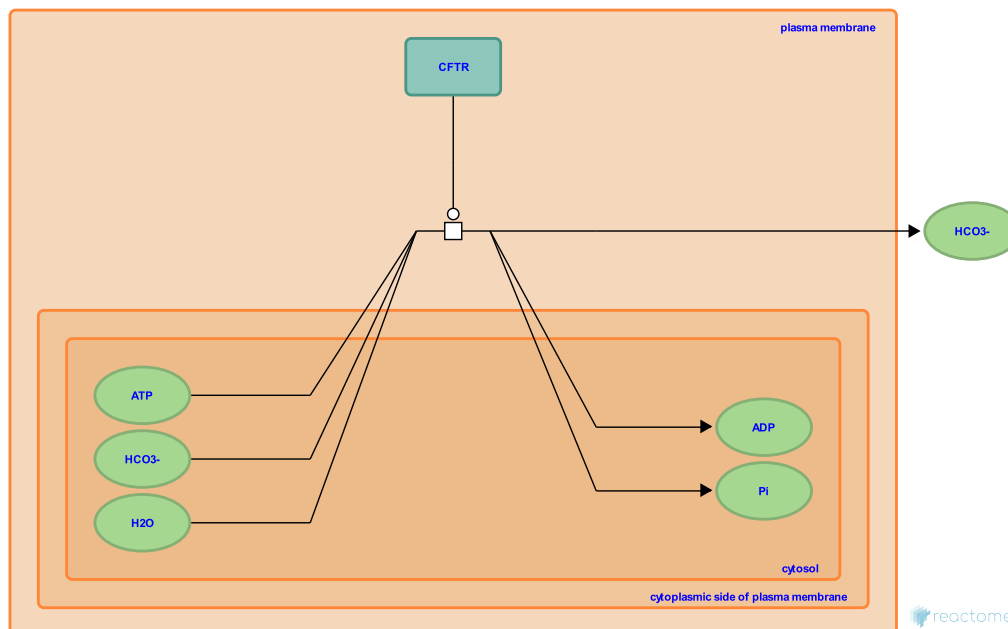 plasma membrane
CFTR
HCO3-
ATP
HCO3-
H2O
ADP
Pi
cytosol
cytoplasmic side of plasma membrane
reactome